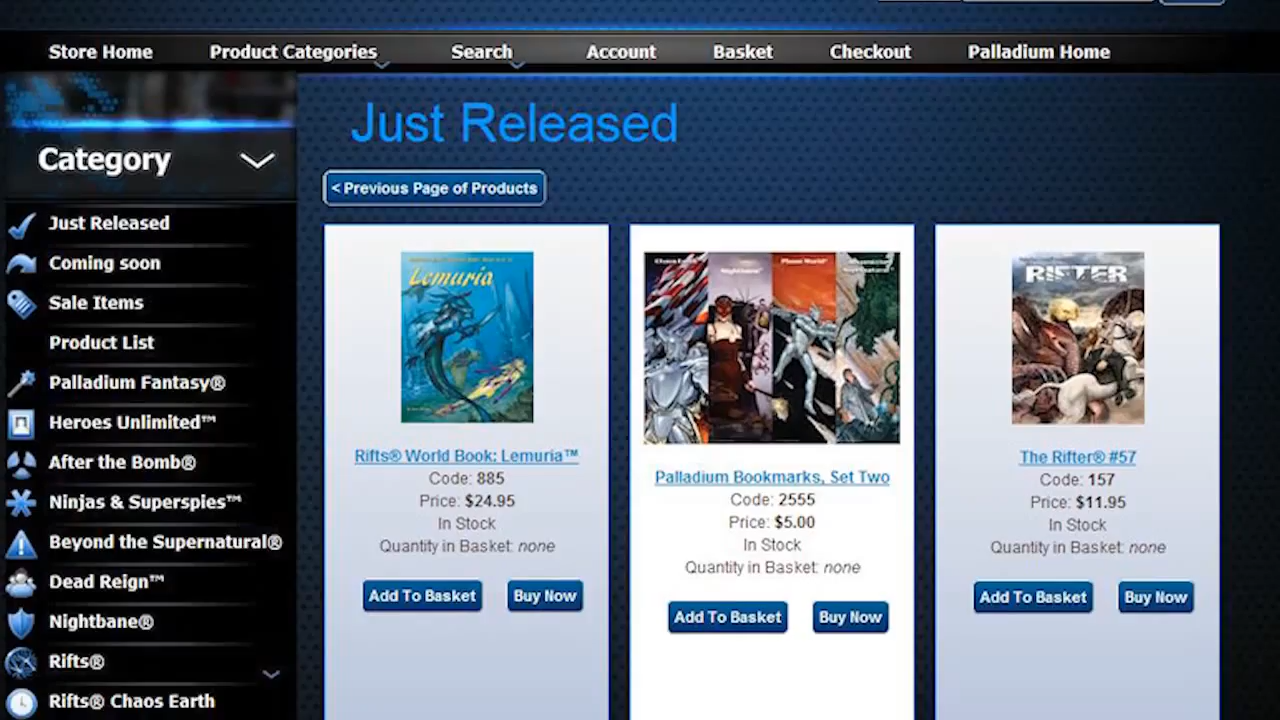 Store Home Product Categories Search Account Basket Checkout Palladium Home
Just Released
Category
< Previous Page of Products
Just Released
Coming soon
Sale Items
Product List
Palladium Fantasy®
Heroes Unlimited™
After the Bomb®
Ninjas & Superspies™
Beyond the Supernatural®
Dead Reign™
Nightbane®
Rifts®
Rifts® Chaos Earth
Lemuria
Rifts® World Book: Lemuria™
Code: 885
Price: $24.95
In Stock
Quantity in Basket: none
Add To Basket Buy Now
Palladium Bookmarks, Set Two
Code: 2555
Price: $5.00
In Stock
Quantity in Basket: none
Add To Basket Buy Now
RIFTER
The Rifter® #57
Code: 157
Price: $11.95
In Stock
Quantity in Basket: none
Add To Basket Buy Now